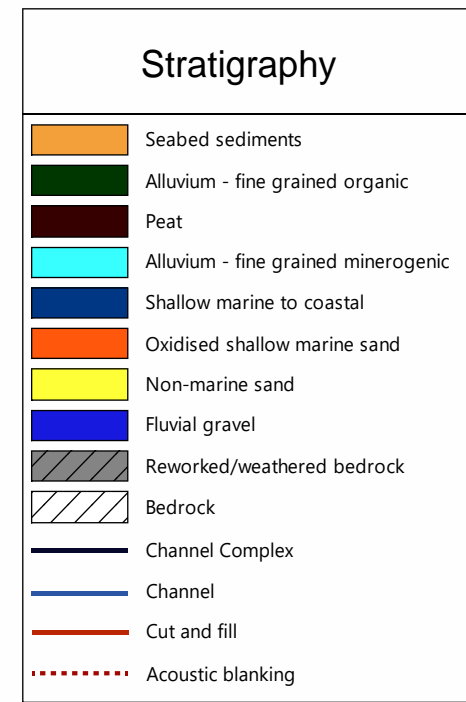 Stratigraphy
Seabed sediments
Alluvium - fine grained organic
Peat
Alluvium - fine grained minerogenic
Shallow marine to coastal
Oxidised shallow marine sand
Non-marine sand
Fluvial gravel
Reworked/weathered bedrock
Bedrock
Channel Complex
Channel
Cut and fill
Acoustic blanking